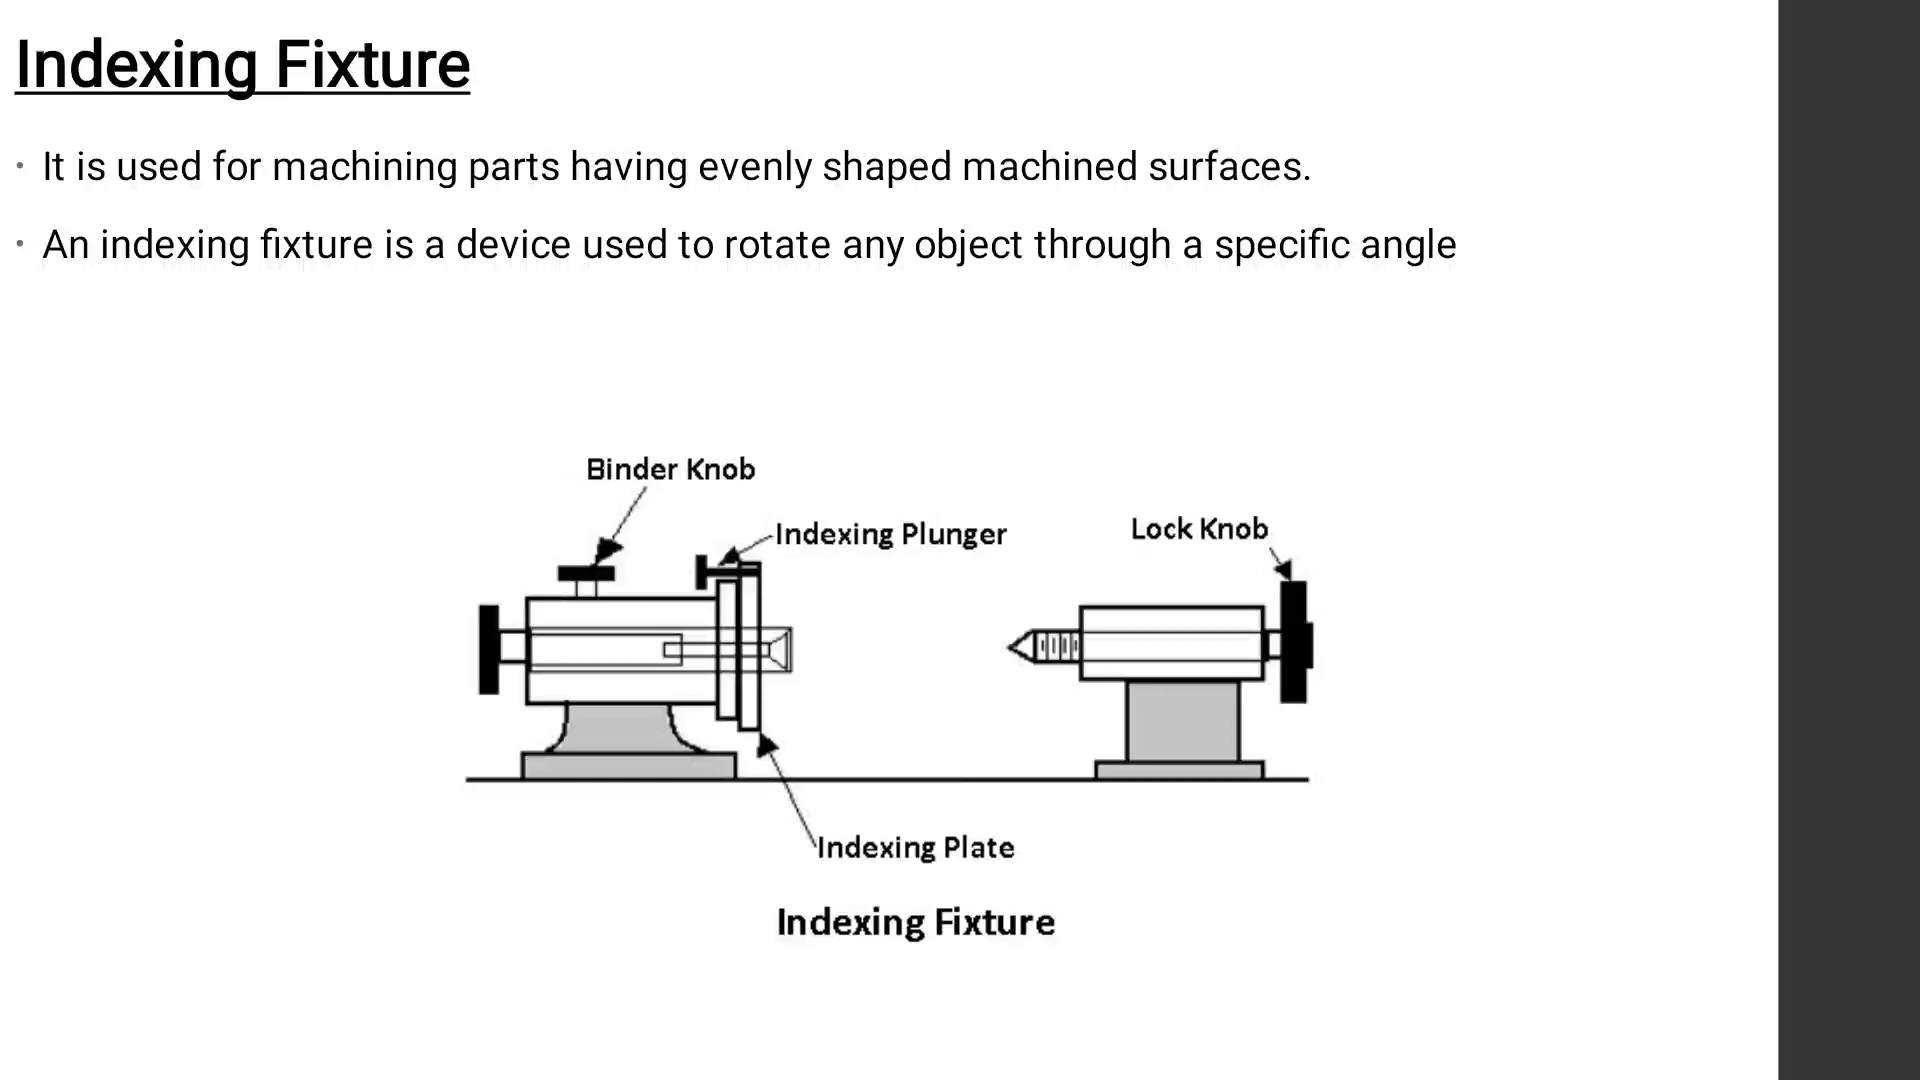 Indexing Fixture
· It is used for machining parts having evenly shaped machined surfaces.
· An indexing fixture is a device used to rotate any object through a specific angle
Binder Knob
Indexing Plunger
Lock Knob
Indexing Plate
Indexing Fixture